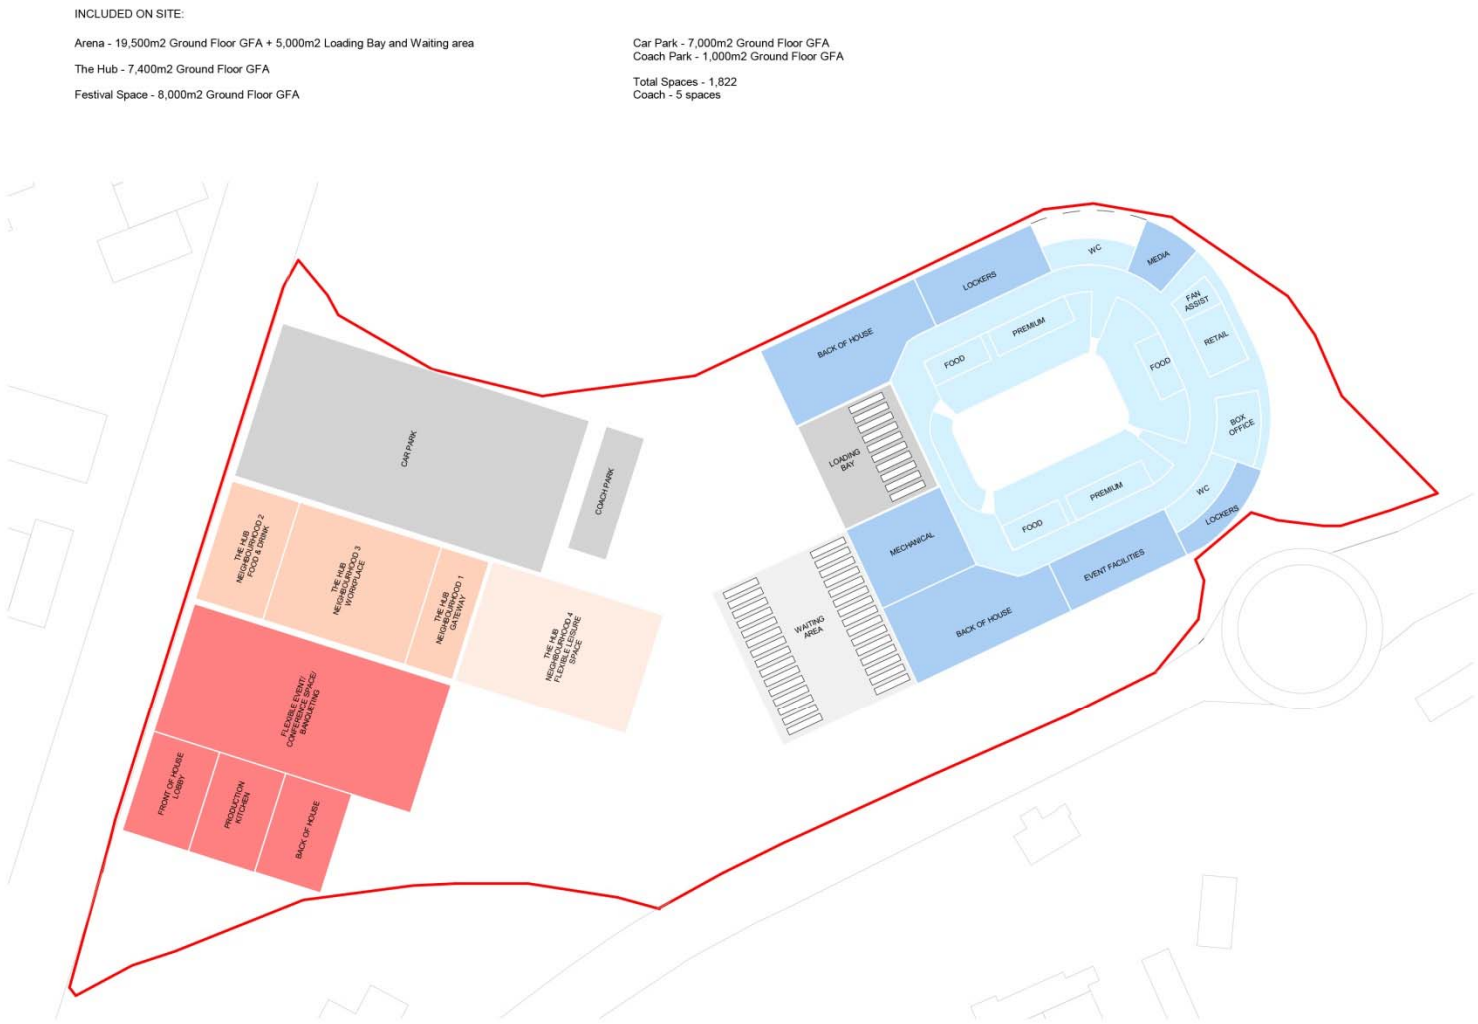 INCLUDED ON SITE:
Arena - 19,500m2 Ground Floor GFA + 5,000m2 Loading Bay and Waiting area
The Hub - 7,400m2 Ground Floor GFA
Festival Space - 8,000m2 Ground Floor GFA
Car Park - 7,000m2 Ground Floor GFA
Coach Park - 1,000m2 Ground Floor GFA
Total Spaces - 1,822
Coach - 5 spaces
WC
MEDIA
LOCKERS
FAN
ASSIST
BACK OF HOUSE
PREMIUM
RETAIL
FOOD
FOOD
BOX
OFFICE
CAR PARK
LOADING
BAY
COACH PARK
PREMIUM
WC
FOOD
LOCKERS
MECHANICAL
EVENT FACILITIES
THE HUB
NEIGHBOURHOOD 2
FOOD & DRINK
THE HUB
NEIGHBOURHOOD 3
WORKPLACE
THE HUB
NEIGHBOURHOOD 1
GATEWAY
THE HUB
NEIGHBOURHOOD 4
FLEXIBLE LEISURE
SPACE
WAITING
AREA
BACK OF HOUSE
FLEXIBLE EVENT/
CONFERENCE SPACE/
BANQUETING
FRONT OF HOUSE
LOBBY
PRODUCTION
KITCHEN
BACK OF HOUSE